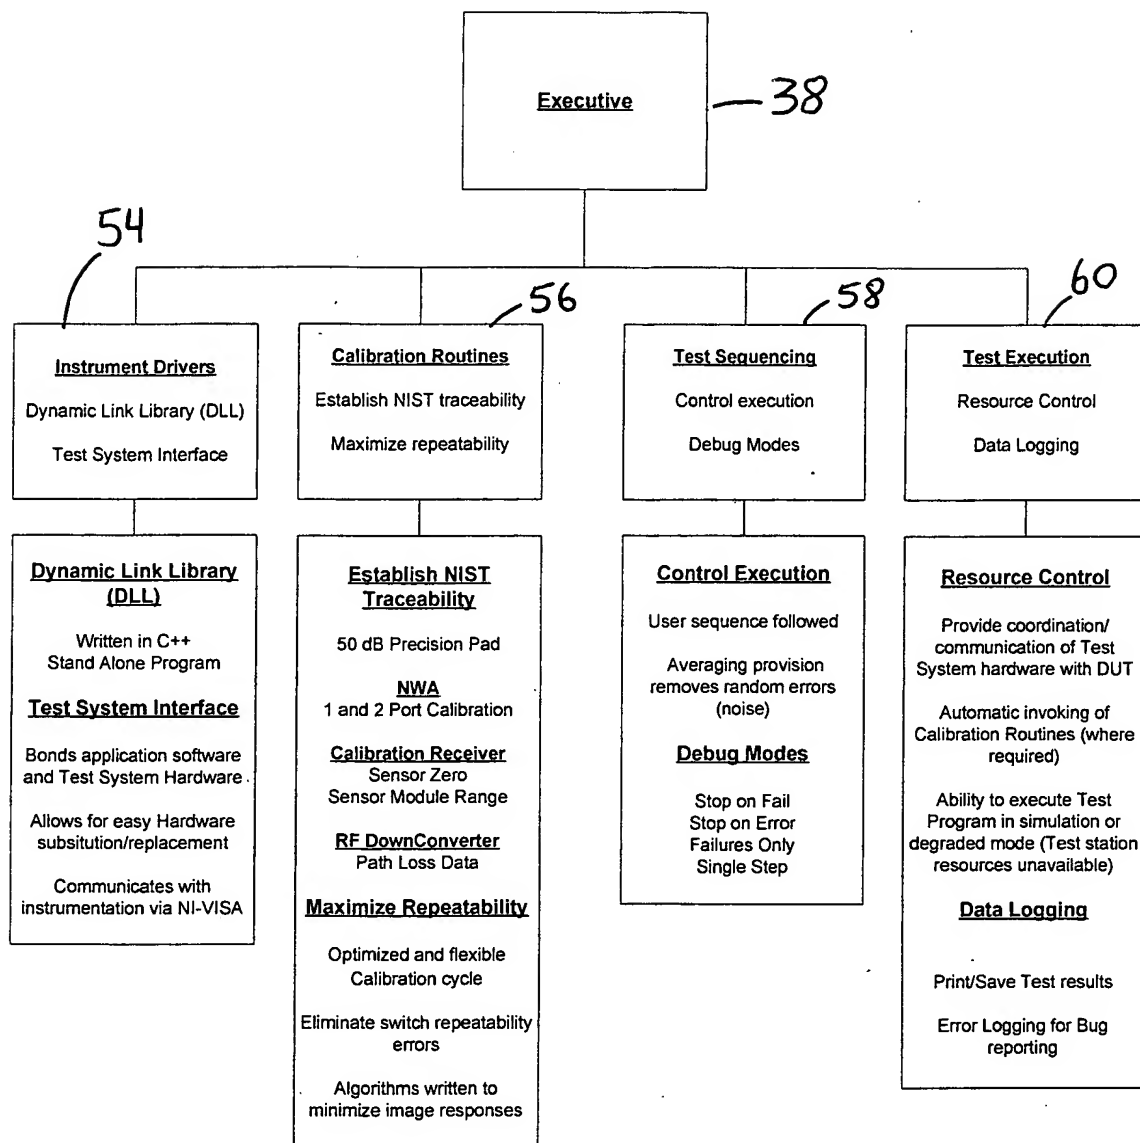 Executive
38
54
56
58
60
Instrument Drivers
Dynamic Link Library (DLL)
Test System Interface
Calibration Routines
Establish NIST traceability
Maximize repeatability
Test Sequencing
Control execution
Debug Modes
Test Execution
Resource Control
Data Logging
Dynamic Link Library
(DLL)
Written in C++
Stand Alone Program
Test System Interface
Bonds application software
and Test System Hardware
Allows for easy Hardware
subsitution/replacement
Communicates with
instrumentation via NI-VISA
Establish NIST
Traceability
50 dB Precision Pad
NWA
1 and 2 Port Calibration
Calibration Receiver
Sensor Zero
Sensor Module Range
RF DownConverter
Path Loss Data
Maximize Repeatability
Optimized and flexible
Calibration cycle
Eliminate switch repeatability
errors
Algorithms written to
minimize image responses
Control Execution
User sequence followed
Averaging provision
removes random errors
(noise)
Debug Modes
Stop on Fail
Stop on Error
Failures Only
Single Step
Resource Control
Provide coordination/
communication of Test
System hardware with DUT
Automatic invoking of
Calibration Routines (where
required)
Ability to execute Test
Program in simulation or
degraded mode (Test station
resources unavailable)
Data Logging
Print/Save Test results
Error Logging for Bug
reporting